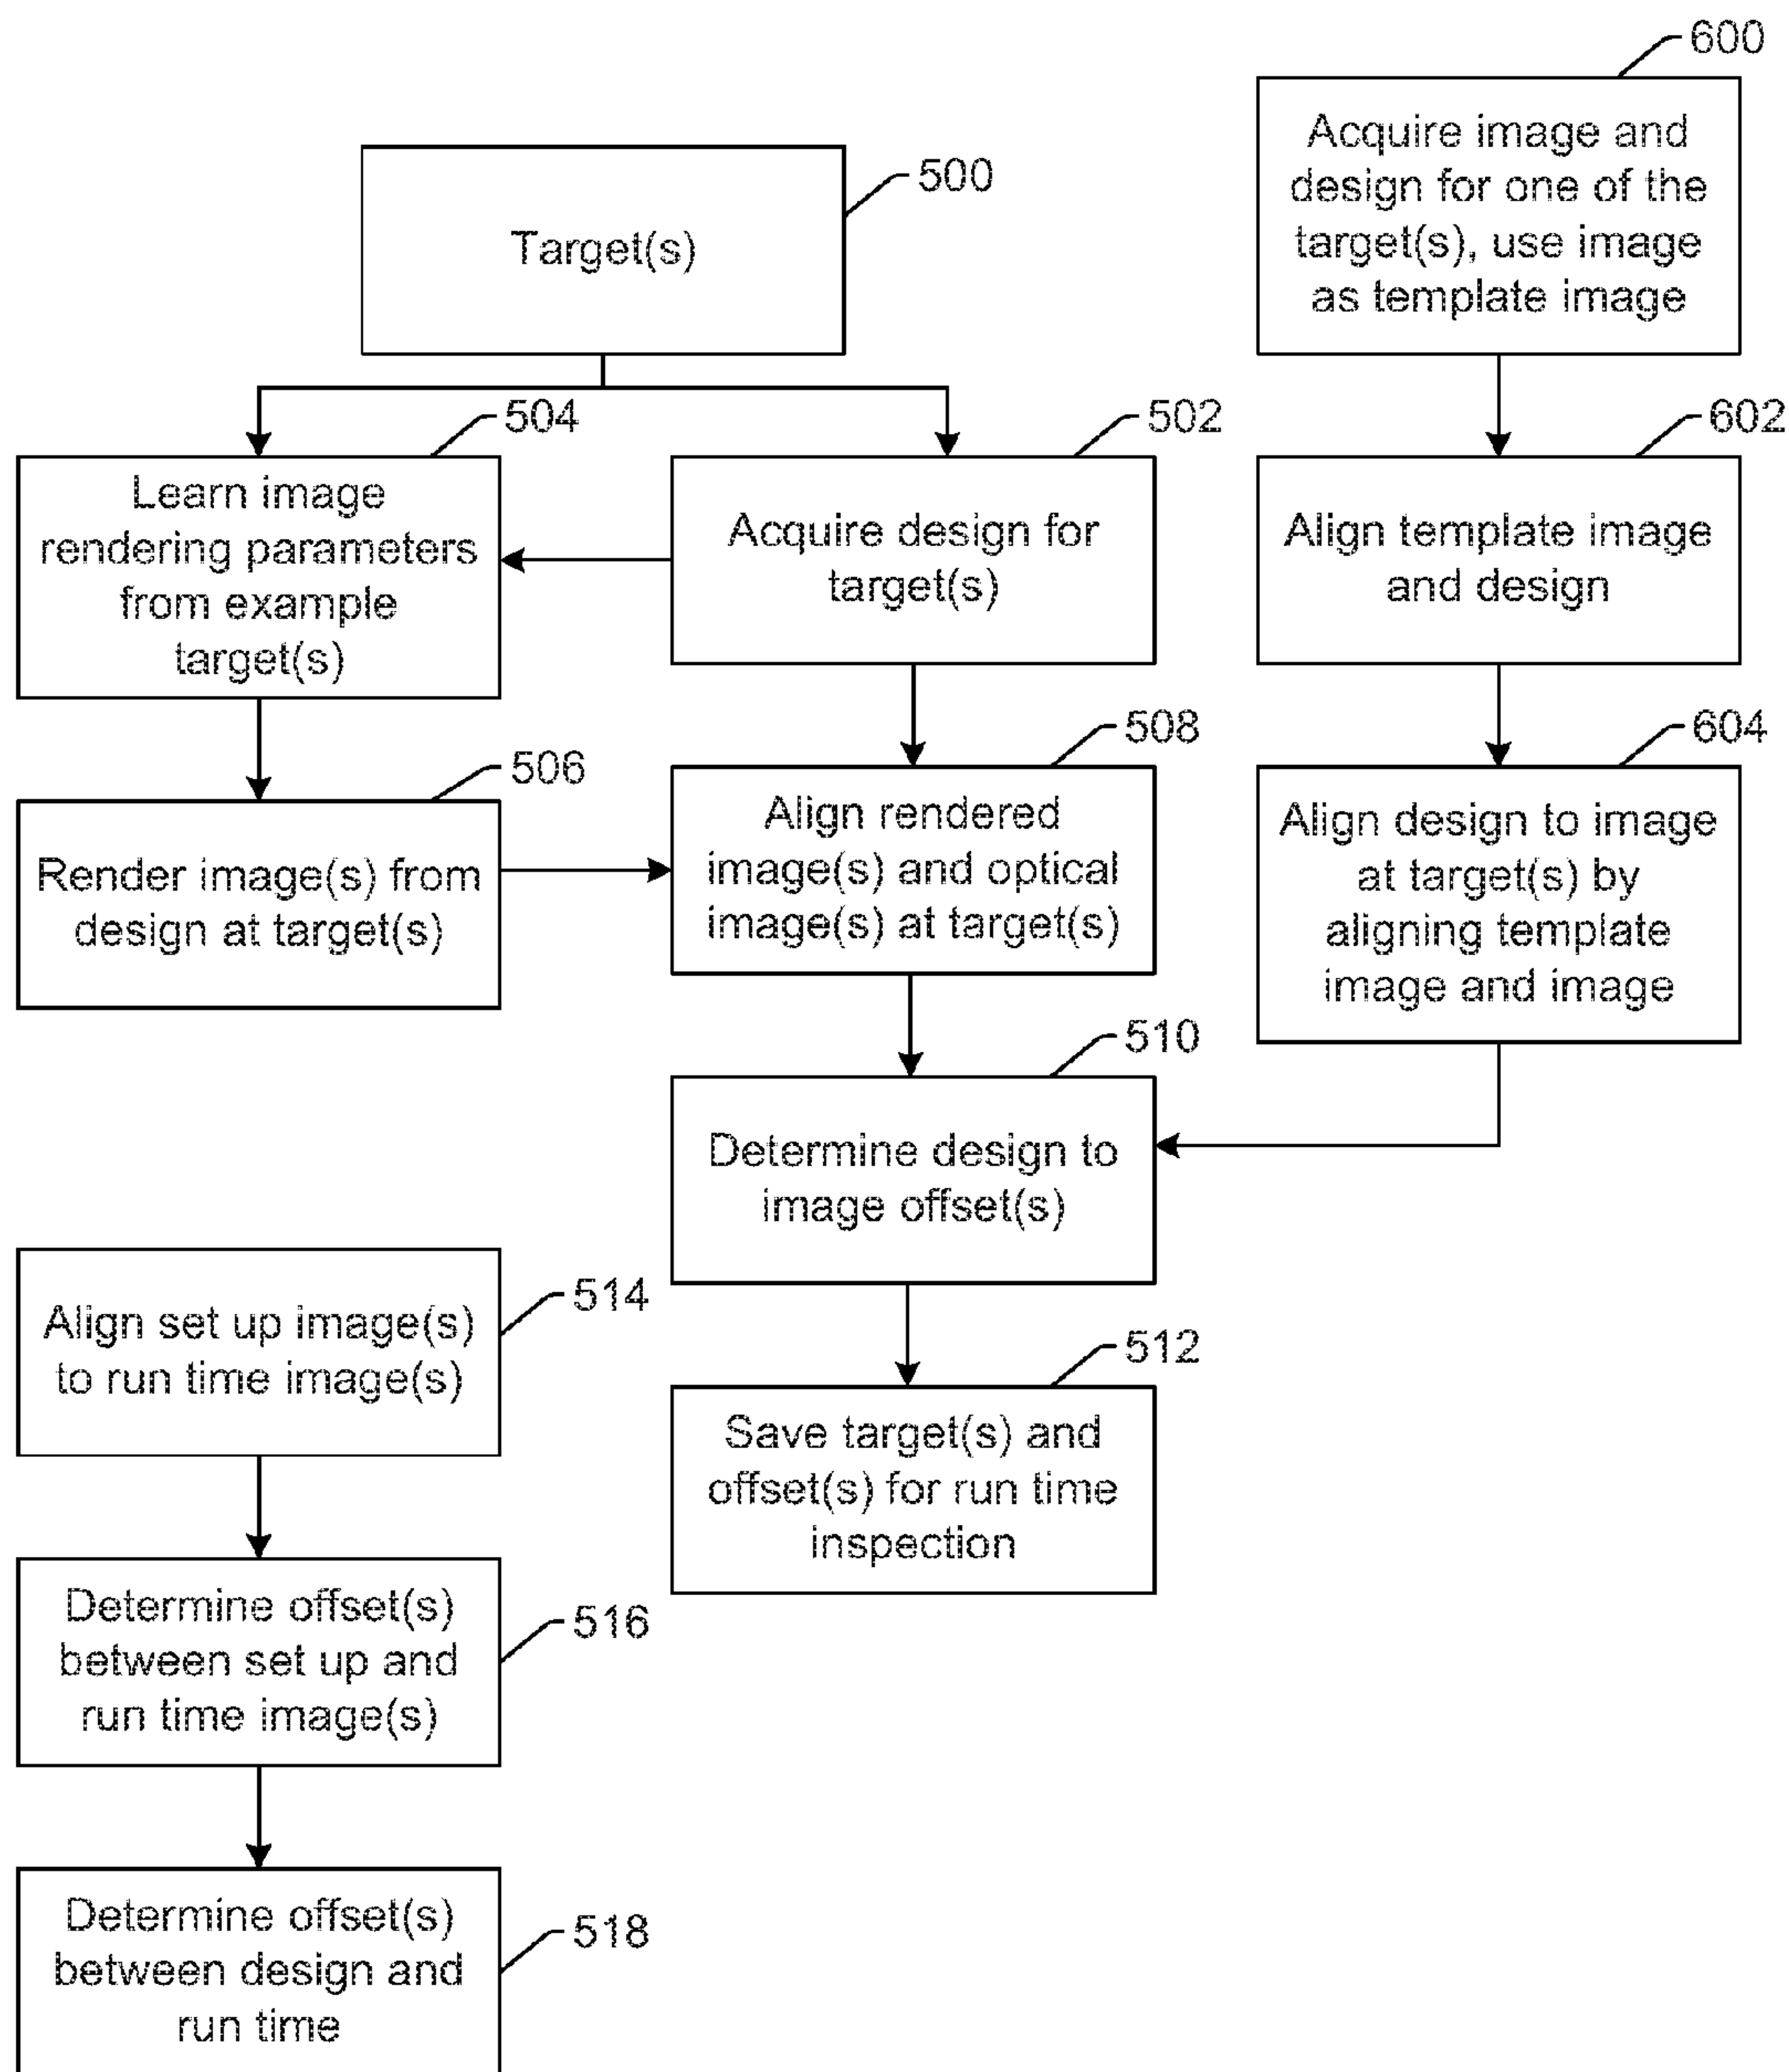 600
Acquire image and
design for one of the
target(s), use image
as template image
500
Target(s)
504
Learn image
rendering parameters
from example
target(s)
502
Acquire design for
target(s)
602
Align template image
and design
506
Render image(s) from
design at target(s)
508
Align rendered
image(s) and optical
image(s) at target(s)
604
Align design to image
at target(s) by
aligning template
image and image
510
Determine design to
image offset(s)
514
Align set up image(s)
to run time image(s)
512
Save target(s) and
offset(s) for run time
inspection
516
Determine offset(s)
between set up and
run time image(s)
518
Determine offset(s)
between design and
run time